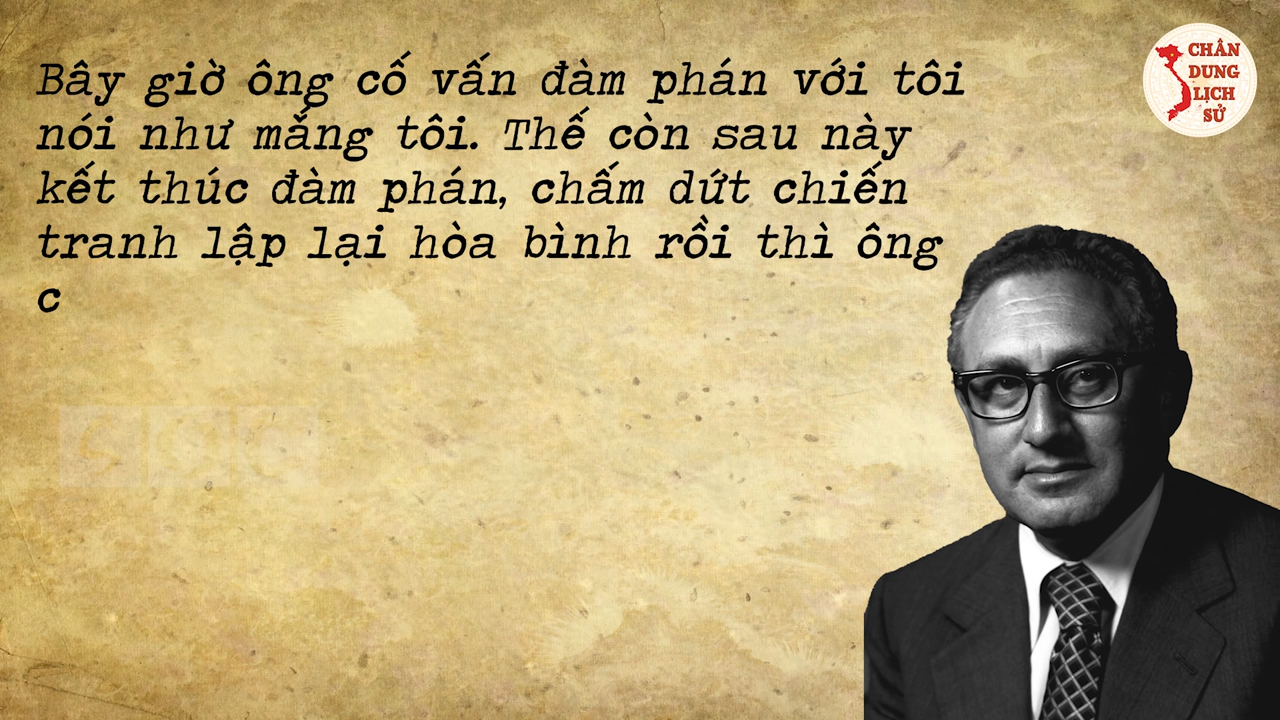 Bây giờ ông cố vấn đàm phán với tôi
nói như mắng tôi. Thế còn sau này
kết thúc đàm phán, chấm dứt chiến
tranh lập lại hòa bình rồi thì ông
c
CHÂN
DUNG
LỊCH
SỬ